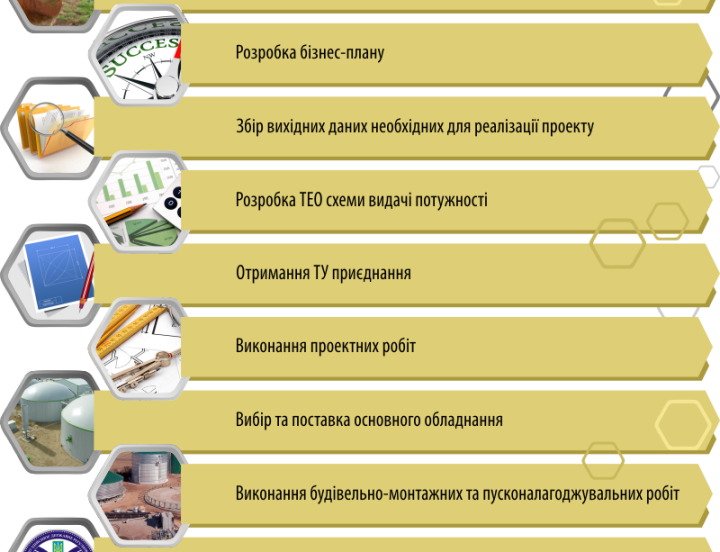 SUCCESS
NW
Розробка бізнес-плану
Збір вихідних даних необхідних для реалізації проекту
Розробка ТЕО схеми видачі потужності
Отримання ТУ приєднання
Виконання проектних робіт
Вибір та поставка основного обладнання
Виконання будівельно-монтажних та пусконалагоджувальних робіт